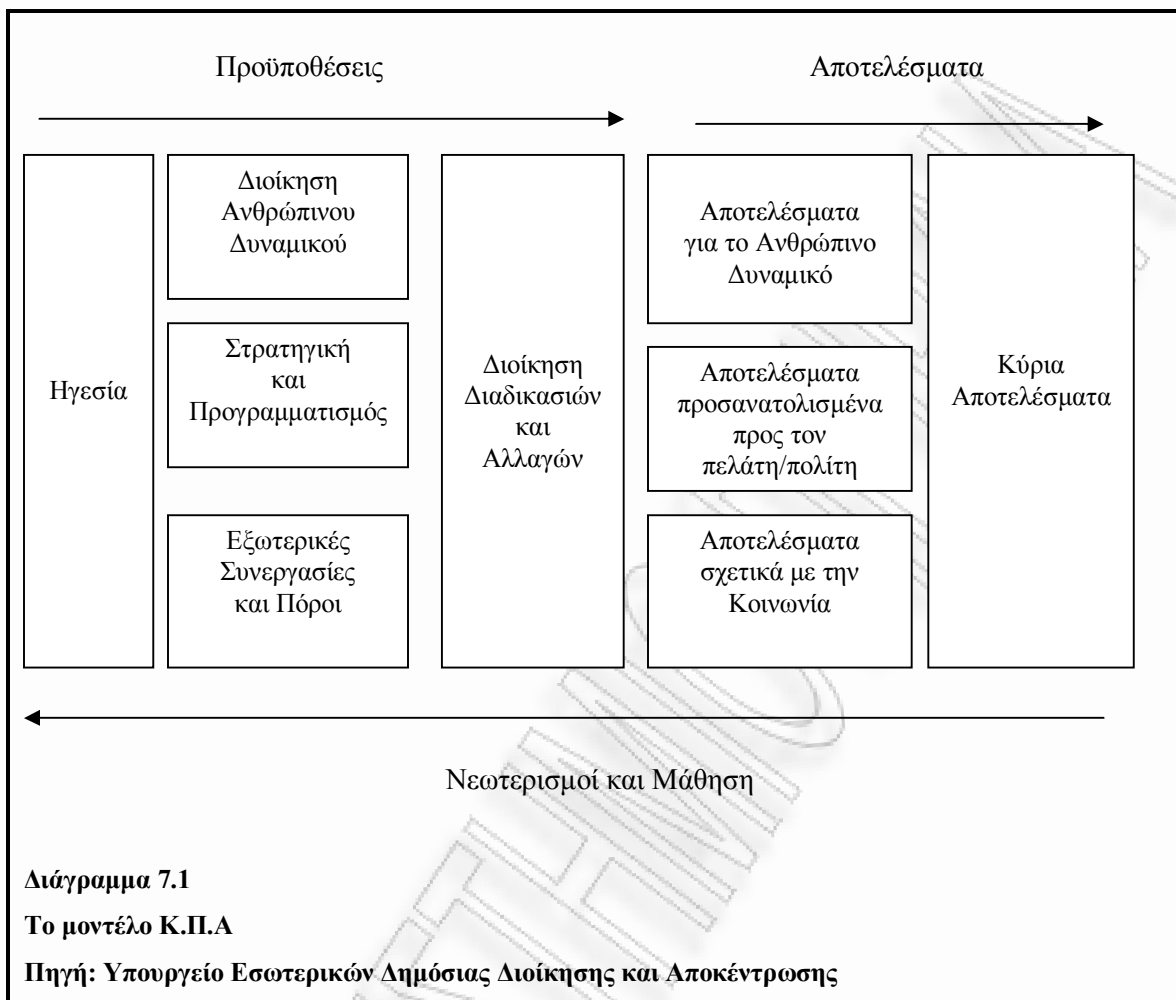 Προϋποθέσεις
Αποτελέσματα
Ηγεσία
Διοίκηση
Ανθρώπινου
Δυναμικού
Στρατηγική
και
Προγραμματισμός
Εξωτερικές
Συνεργασίες
και Πόροι
Διοίκηση
Διαδικασιών
και
Αλλαγών
Αποτελέσματα
για το Ανθρώπινο
Δυναμικό
Αποτελέσματα
προσανατολισμένα
προς τον
πελάτη/πολίτη
Αποτελέσματα
σχετικά με την
Κοινωνία
Κύρια
Αποτελέσματα
Νεωτερισμοί και Μάθηση
Διάγραμμα 7.1
Το μοντέλο Κ.Π.Α
Πηγή: Υπουργείο Εσωτερικών Δημόσιας Διοίκησης και Αποκέντρωσης